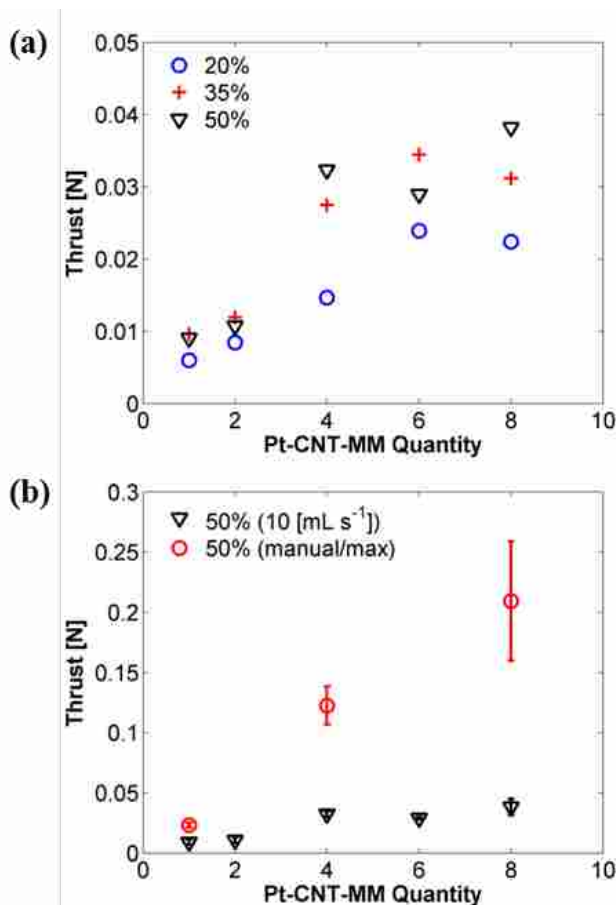 (a)
0.05
0.04
0.03
0.02
0.01
0
Thrust [N]
20%
35%
50%
0 2 4 6 8 10
Pt-CNT-MM Quantity
(b)
0.3
0.25
0.2
0.15
0.1
0.05
0
Thrust [N]
50% (10 [mL s⁻¹])
50% (manual/max)
0 2 4 6 8 10
Pt-CNT-MM Quantity